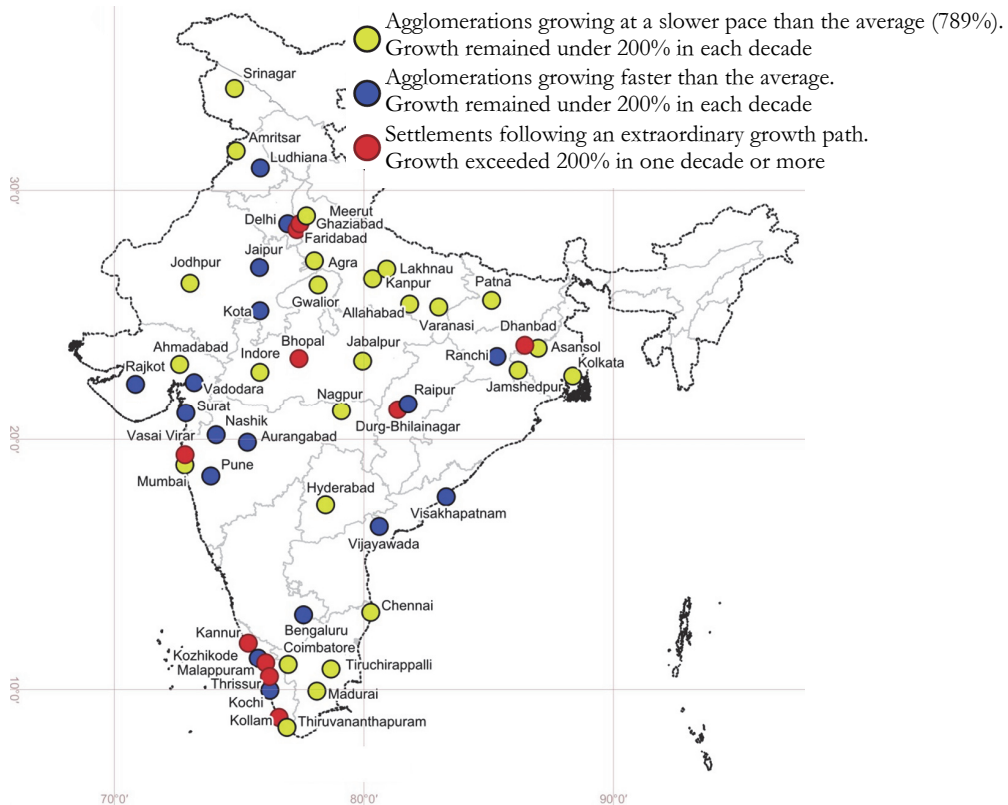 Agglomerations growing at a slower pace than the average (789%).
Growth remained under 200% in each decade
Agglomerations growing faster than the average.
Growth remained under 200% in each decade
Settlements following an extraordinary growth path.
Growth exceeded 200% in one decade or more
Srinagar
Amritsar
Ludhiana
30°0'
Delhi
Meerut
Ghaziabad
Faridabad
Jaipur
Jodhpur
Agra
Lakhnau
Kanpur
Patna
Gwalior
Kota
Allahabad
Varanasi
Dhanbad
Ahmadabad
Indore
Bhopal
Jabalpur
Ranchi
Asansol
Kolkata
Rajkot
Vadodara
Jamshedpur
Surat
Nagpur
Raipur
Nashik
Durg-Bhilainagar
Vasai Virar
Aurangabad
20°0'
Pune
Mumbai
Hyderabad
Visakhapatnam
Vijayawada
Chennai
Kannur
Bengaluru
Coimbatore
Kozhikode
Malappuram
Tiruchirappalli
Thrissur
10°0'
Madurai
Kochi
Kollam
Thiruvananthapuram
70°0'
80°0'
90°0'